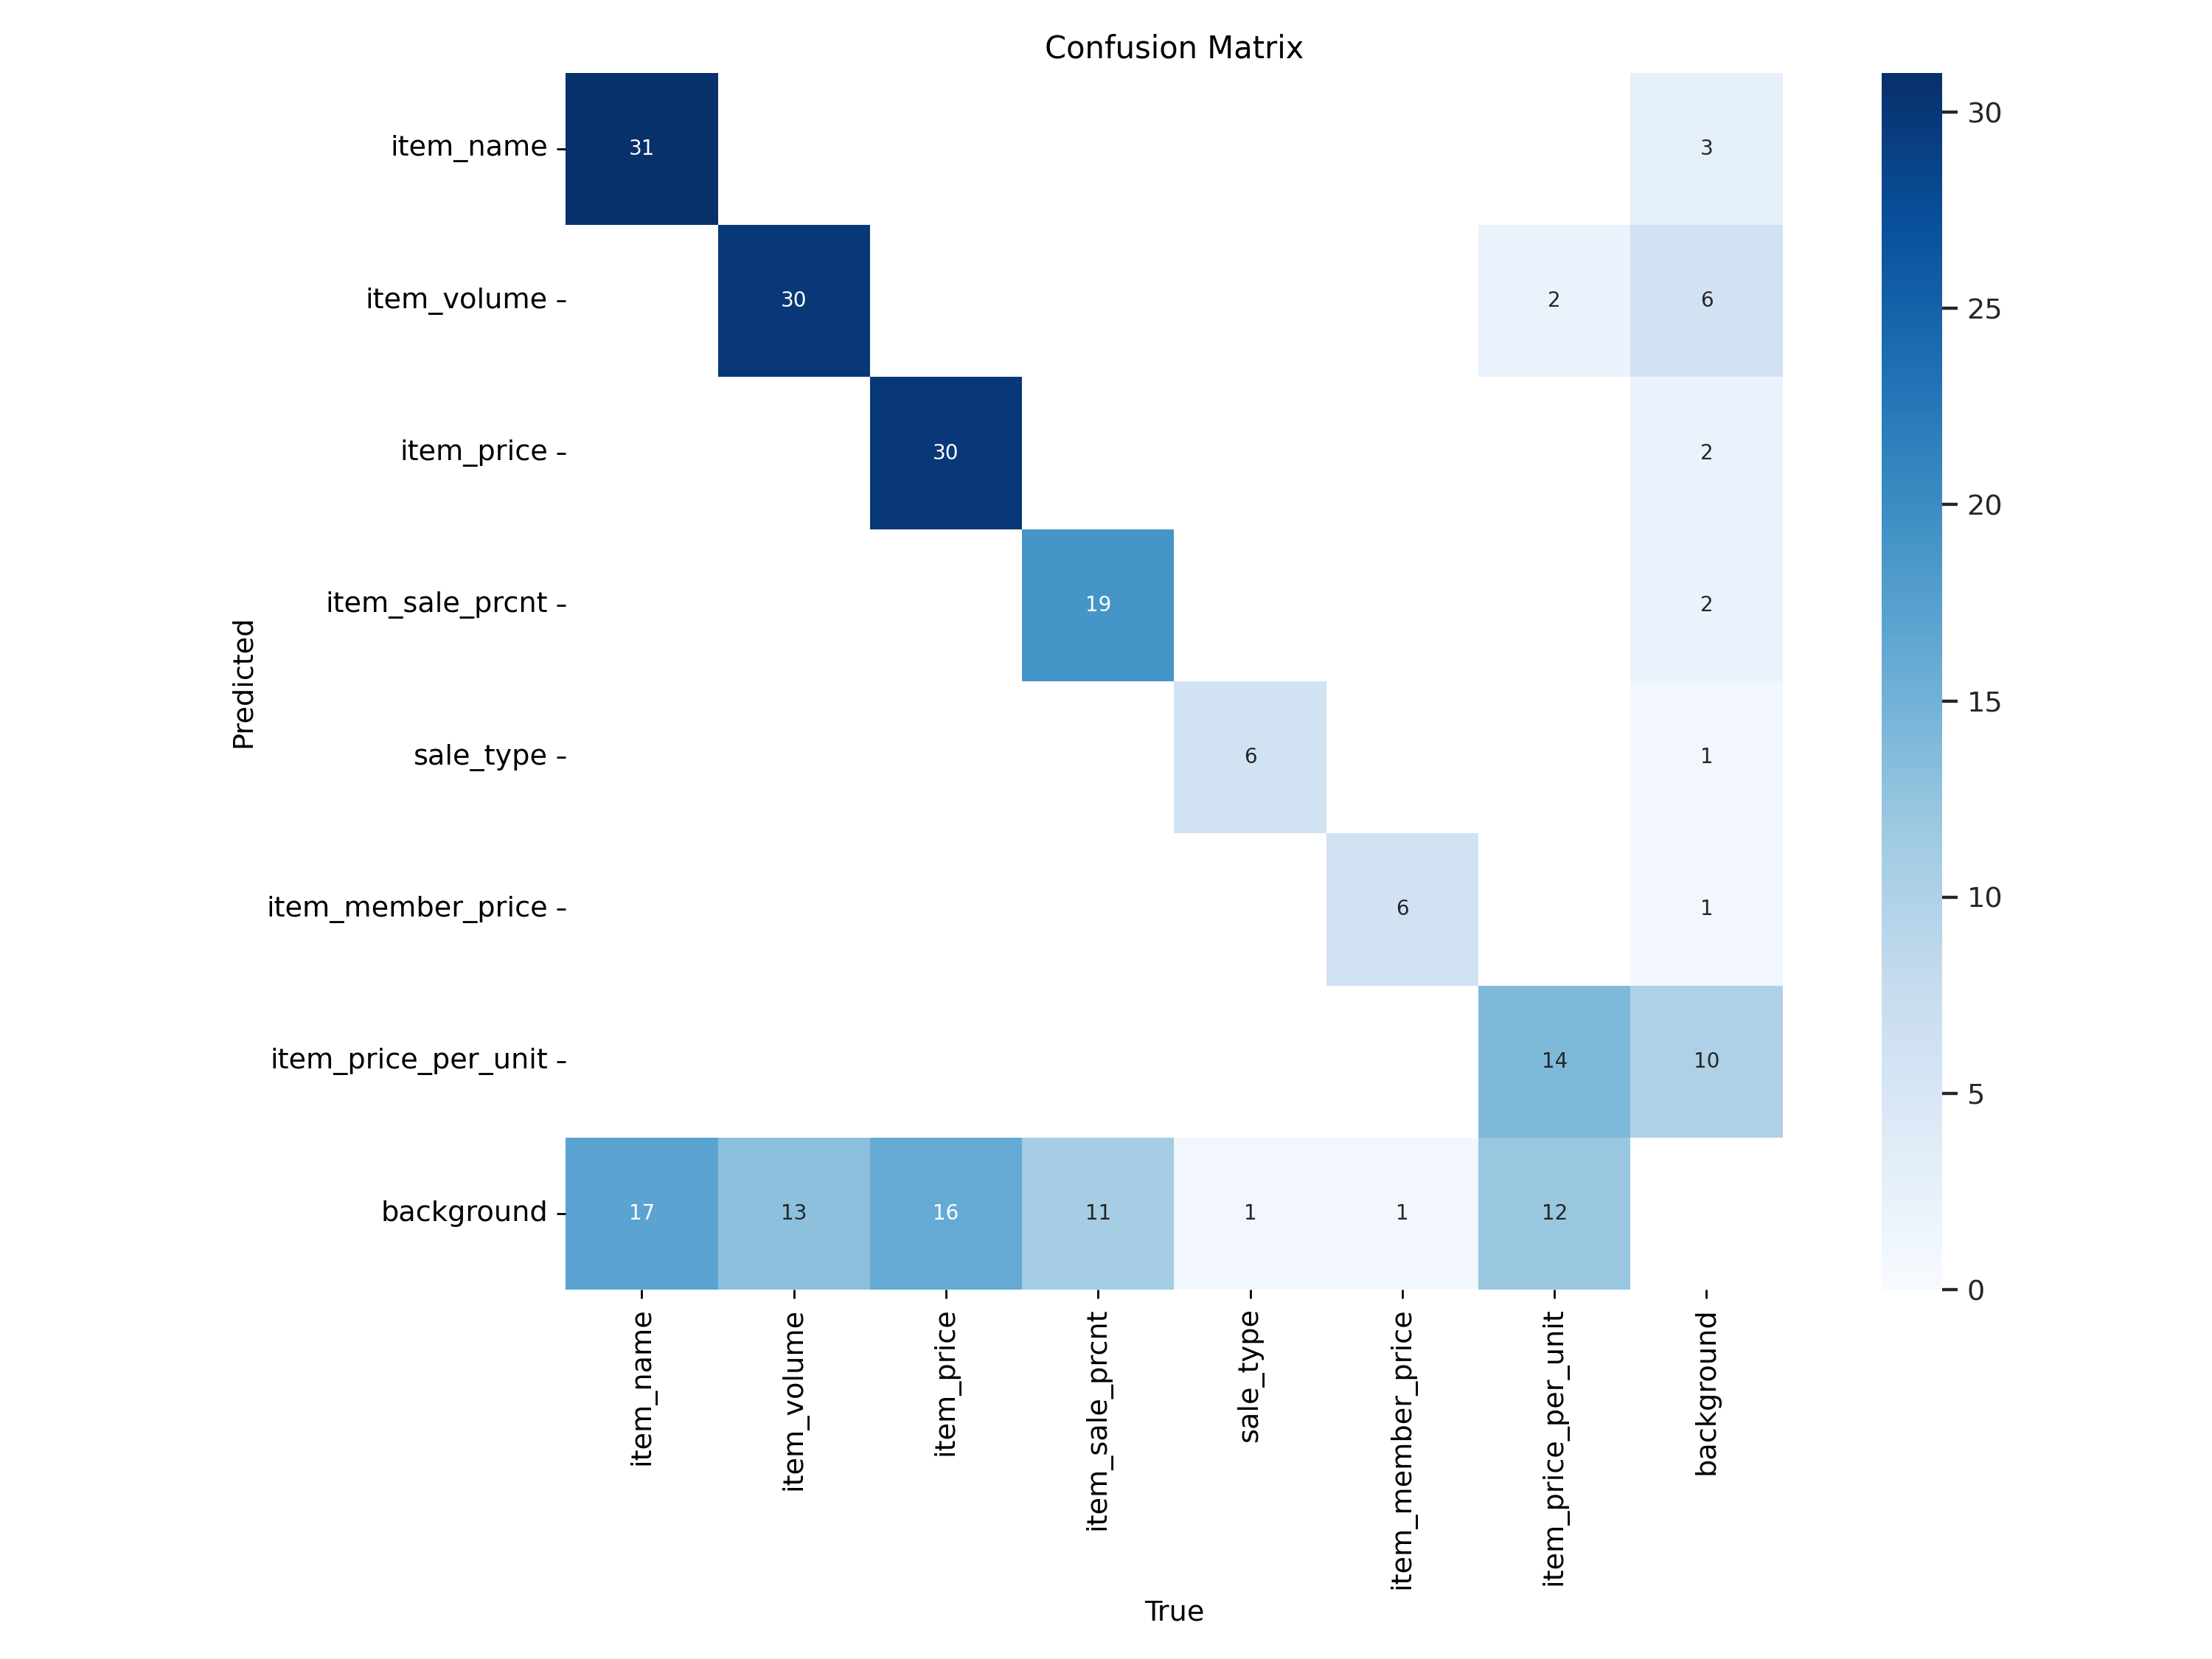 Confusion Matrix
Predicted
item_name 31 3
item_volume 30 2 6
item_price 30 2
item_sale_prcnt 19 2
sale_type 6 1
item_member_price 6 1
item_price_per_unit 14 10
background 17 13 16 11 1 1 12
item_name
item_volume
item_price
item_sale_prcnt
sale_type
item_member_price
item_price_per_unit
background
True
30
25
20
15
10
5
0